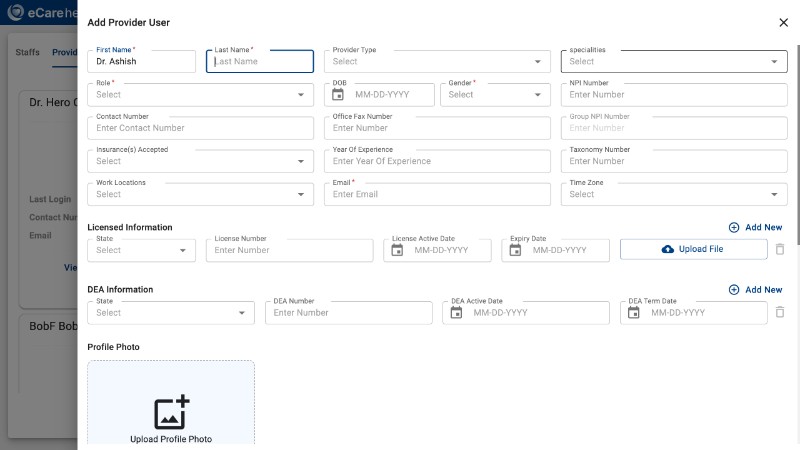 eCare he
Add Provider User
Staffs Provid
First Name * Last Name * Provider Type specialities
Dr. Ashish Last Name Select Select
Dr. Hero C
Role * DOB Gender * NPI Number
Select MM-DD-YYYY Select Enter Number
Contact Number Office Fax Number Group NPI Number
Enter Contact Number Enter Number Enter Number
Insurance(s) Accepted Year Of Experience Taxonomy Number
Select Enter Year Of Experience Enter Number
Work Locations Email * Time Zone
Select Enter Email Select
Last Login
Contact Num
Email
Vie
Licensed Information Add New
State License Number License Active Date Expiry Date
Select Enter Number MM-DD-YYYY MM-DD-YYYY Upload File
DEA Information Add New
State DEA Number DEA Active Date DEA Term Date
Select Enter Number MM-DD-YYYY MM-DD-YYYY
BobF Bob
Profile Photo
Upload Profile Photo